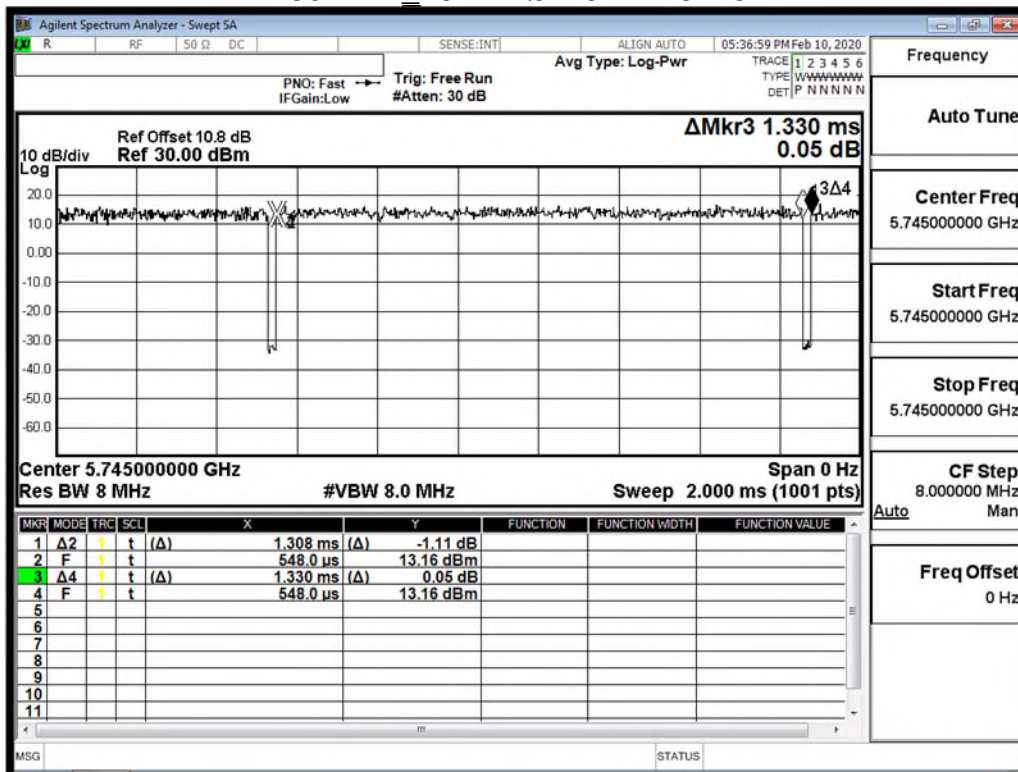 Agilent Spectrum Analyzer - Swept SA
LXI R RF 50 Ω DC SENSE:INT ALIGN AUTO 05:36:59 PM Feb 10, 2020
PNO: Fast
IFGain:Low
Trig: Free Run
#Atten: 30 dB
Avg Type: Log-Pwr
TRACE 1 2 3 4 5 6
TYPE W W W W W W
DET P N N N N N
Ref Offset 10.8 dB
Ref 30.00 dBm
10 dB/div
Log
ΔMkr3 1.330 ms
0.05 dB
20.0
10.0
0.00
-10.0
-20.0
-30.0
-40.0
-50.0
-60.0
3Δ4
Center 5.745000000 GHz Span 0 Hz
Res BW 8 MHz #VBW 8.0 MHz Sweep 2.000 ms (1001 pts)
MKR MODE TRC SCL X Y FUNCTION FUNCTION WIDTH FUNCTION VALUE
1 Δ2 1 t (Δ) 1.308 ms (Δ) -1.11 dB
2 F 1 t 548.0 µs 13.16 dBm
3 Δ4 1 t (Δ) 1.330 ms (Δ) 0.05 dB
4 F 1 t 548.0 µs 13.16 dBm
5
6
7
8
9
10
11
MSG STATUS
Frequency
Auto Tune
Center Freq
5.745000000 GHz
Start Freq
5.745000000 GHz
Stop Freq
5.745000000 GHz
CF Step
8.000000 MHz
Auto Man
Freq Offset
0 Hz